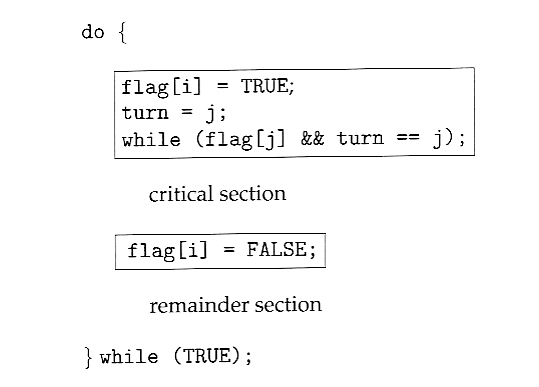 do {
flag[i] = TRUE;
turn = j;
while (flag[j] && turn == j);
critical section
flag[i] = FALSE;
remainder section
} while (TRUE);